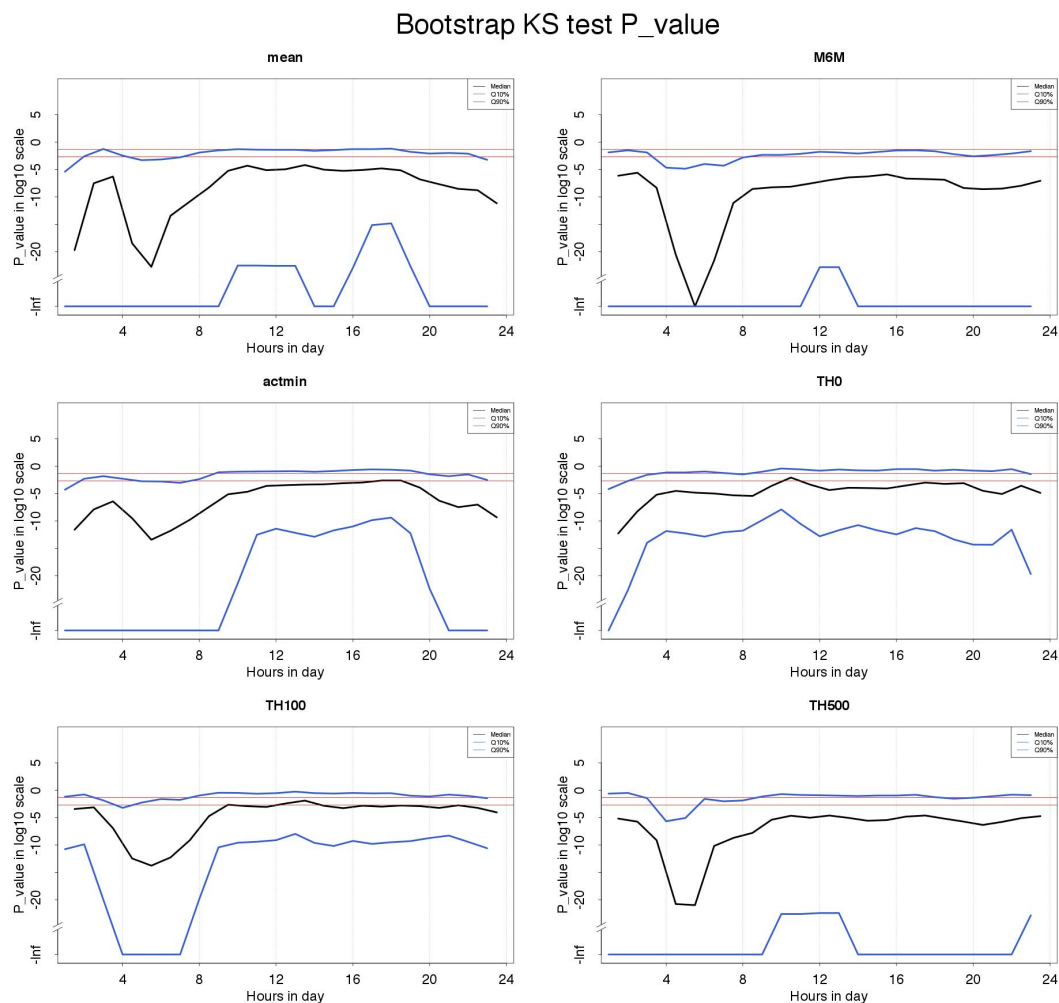 Bootstrap KS test P_value
mean
P_value in log10 scale
5
0
-5
-10
-20
-Inf
Median
Q10%
Q90%
4
8
12
16
20
24
Hours in day
M6M
P_value in log10 scale
5
0
-5
-10
-20
-Inf
Median
Q10%
Q90%
4
8
12
16
20
24
Hours in day
actmin
P_value in log10 scale
5
0
-5
-10
-20
-Inf
Median
Q10%
Q90%
4
8
12
16
20
24
Hours in day
TH0
P_value in log10 scale
5
0
-5
-10
-20
-Inf
Median
Q10%
Q90%
4
8
12
16
20
24
Hours in day
TH100
P_value in log10 scale
5
0
-5
-10
-20
-Inf
Median
Q10%
Q90%
4
8
12
16
20
24
Hours in day
TH500
P_value in log10 scale
5
0
-5
-10
-20
-Inf
Median
Q10%
Q90%
4
8
12
16
20
24
Hours in day